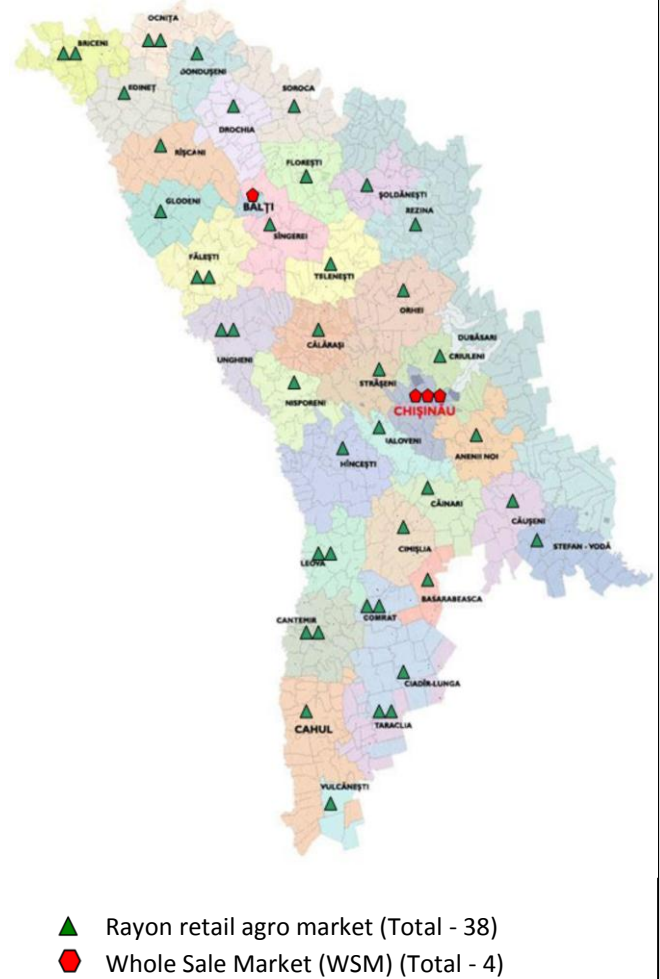 OCNIȚA
BRICENI
DONDUȘENI
EDINEȚ
SOROCA
DROCHIA
RÎȘCANI
FLOREȘTI
ȘOLDĂNEȘTI
GLODENI
BĂLȚI
REZINA
SÎNGEREI
FĂLEȘTI
TELENEȘTI
ORHEI
DUBĂSARI
CĂLĂRAȘI
CRIULENI
UNGHENI
STRĂȘENI
NISPORENI
CHIȘINĂU
IALOVENI
ANENII NOI
HÎNCEȘTI
CĂINARI
CĂUȘENI
CIMIȘLIA
STEFAN - VODĂ
LEOVA
BASARABEASCA
CANTEMIR
COMRAT
CIADÎR-LUNGA
CAHUL
TARACLIA
VULCĂNEȘTI
Rayon retail agro market (Total - 38)
Whole Sale Market (WSM) (Total - 4)